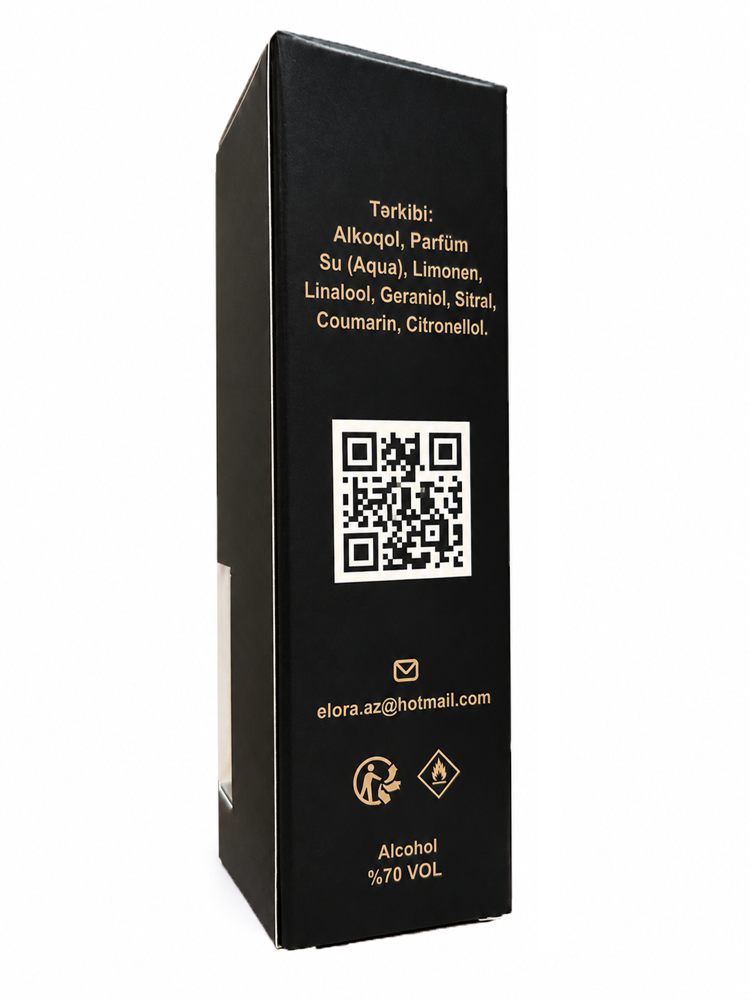 Tərkibi:
Alkoqol, Parfüm
Su (Aqua), Limonen,
Linalool, Geraniol, Sitral,
Coumarin, Citronellol.
elora.az@hotmail.com
Alcohol
%70 VOL